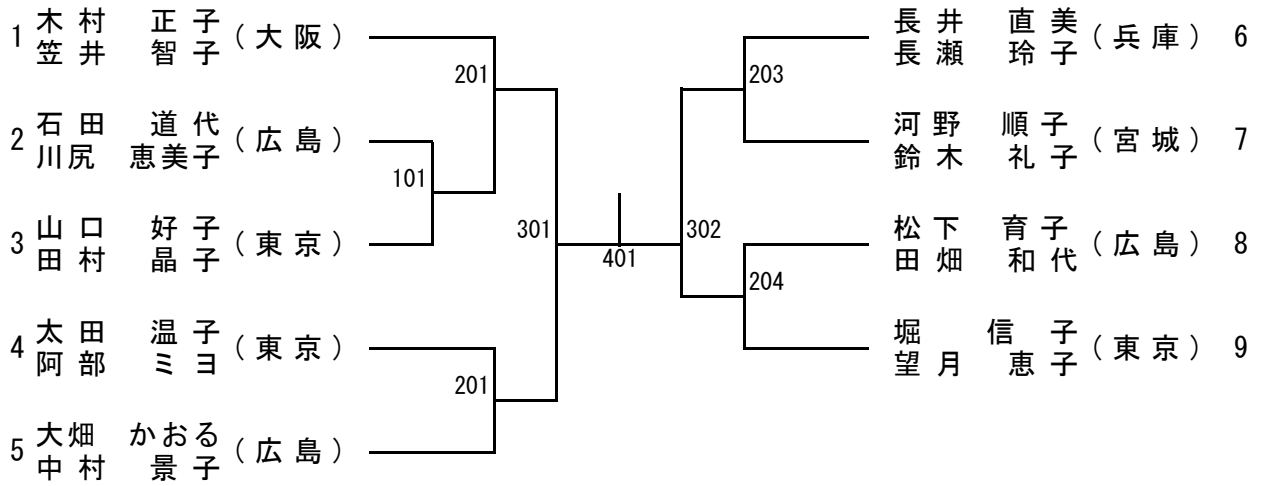 1 木村 正子 (大阪)
笠井 智子
201
2 石田 道代 (広島)
川尻 恵美子
101
3 山口 好子 (東京)
田村 晶子
301
4 太田 温子 (東京)
阿部 ミヨ
201
5 大畑 かおる (広島)
中村 景子
401
長井 直美 (兵庫) 6
長瀬 玲子
203
河野 順子 (宮城) 7
鈴木 礼子
302
松下 育子 (広島) 8
田畑 和代
204
堀 信子 (東京) 9
望月 恵子